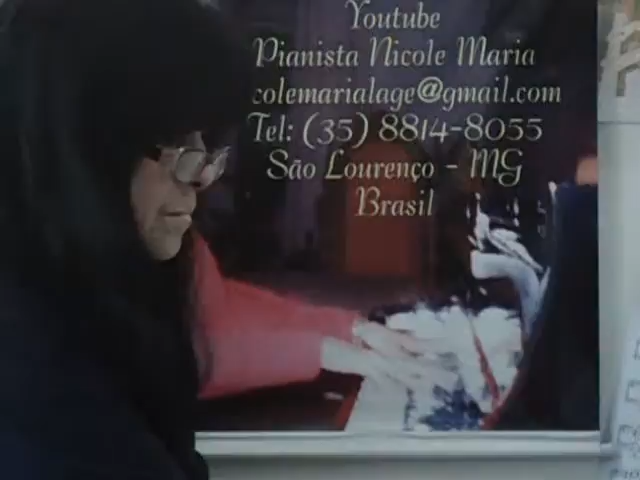 Youtube
Pianista Nicole Maria
colemarialage@gmail.com
Tel: (35) 8814-8055
São Lourenço - MG
Brasil